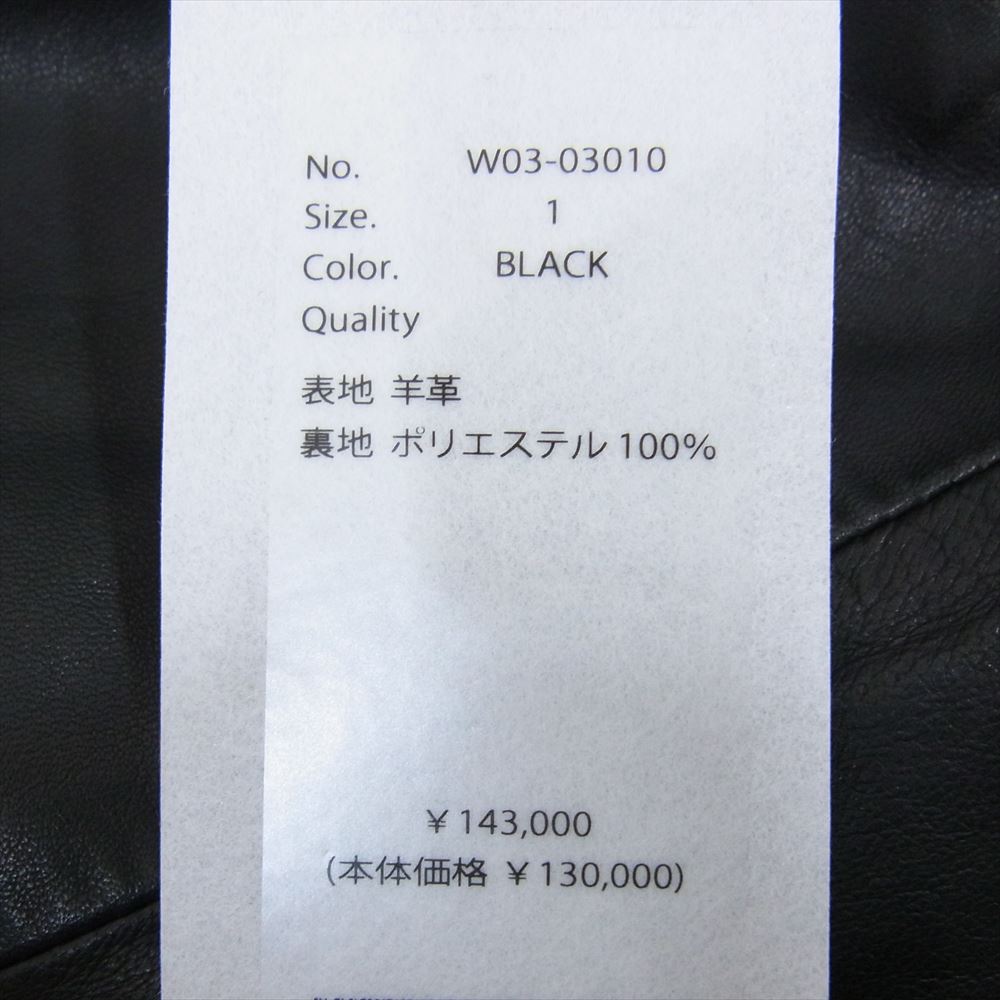 No. W03-03010
Size. 1
Color. BLACK
Quality
表地 羊革
裏地 ポリエステル 100%
¥ 143,000
(本体価格 ¥ 130,000)